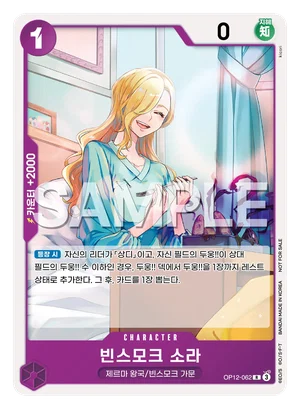 1
0
지혜
知
카운터 +2000
SAMPLE
등장 시 자신의 리더가 「상디」이고, 자신 필드의 두웅!!이 상대
필드의 두웅!! 수 이하인 경우, 두웅!! 덱에서 두웅!!을 1장까지 레스트
상태로 추가한다. 그 후, 카드를 1장 뽑는다.
CHARACTER
빈스모크 소라
제르마 왕국/빈스모크 가문
OP12-062 R
3
NOT FOR SALE
BANDAI MADE IN KOREA